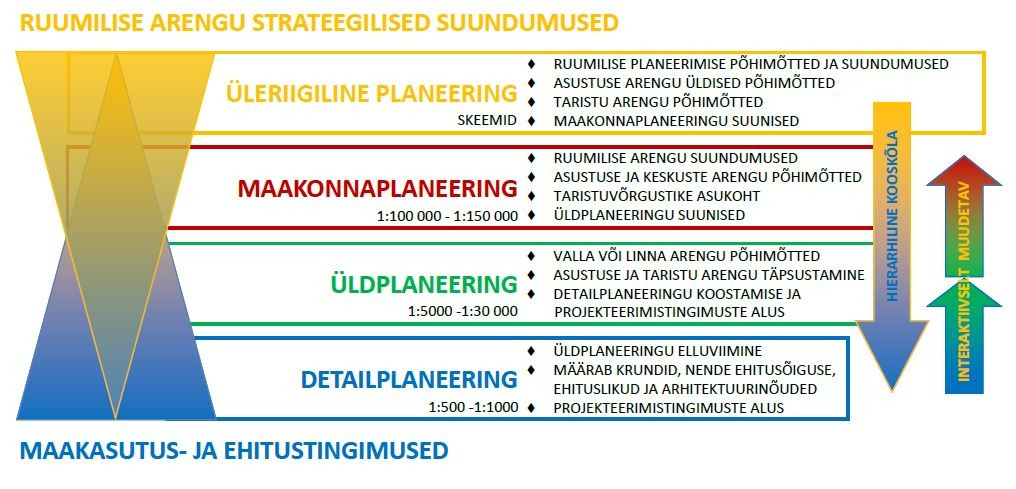 RUUMILISE ARENGU STRATEEGILISED SUUNDUMUSED
ÜLERIIGILINE PLANEERING
SKEEMID
♦ RUUMILISE PLANEERIMISE PÕHIMÕTTED JA SUUNDUMUSED
♦ ASUSTUSE ARENGU ÜLDISED PÕHIMÕTTED
♦ TARISTU ARENGU PÕHIMÕTTED
♦ MAAKONNAPLANEERINGU SUUNISED
MAAKONNAPLANEERING
1:100 000 - 1:150 000
♦ RUUMILISE ARENGU SUUNDUMUSED
♦ ASUSTUSE JA KESKUSTE ARENGU PÕHIMÕTTED
♦ TARISTUVÕRGUSTIKE ASUKOHT
♦ ÜLDPLANEERINGU SUUNISED
ÜLDPLANEERING
1:5000 -1:30 000
♦ VALLA VÕI LINNA ARENGU PÕHIMÕTTED
♦ ASUSTUSE JA TARISTU ARENGU TÄPSUSTAMINE
♦ DETAILPLANEERINGU KOOSTAMISE JA
PROJEKTEERIMISTINGIMUSTE ALUS
DETAILPLANEERING
1:500 -1:1000
♦ ÜLDPLANEERINGU ELLUVIIMINE
♦ MÄÄRAB KRUNDID, NENDE EHITUSÕIGUSE,
EHITUSLIKUD JA ARHITEKTUURINÕUDED
♦ PROJEKTEERIMISTINGIMUSTE ALUS
HIERARHILINE KOOSKÕLA
INTERAKTIIVSELT MUUDETAV
MAAKASUTUS- JA EHITUSTINGIMUSED